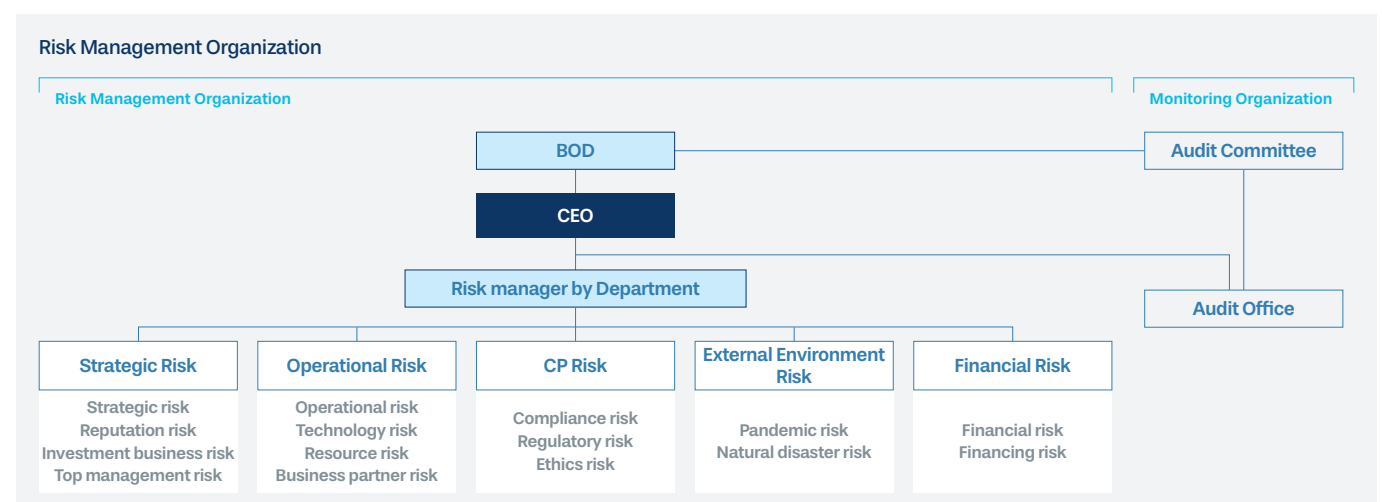 Risk Management Organization
Risk Management Organization
Monitoring Organization
BOD
Audit Committee
CEO
Risk manager by Department
Audit Office
Strategic Risk
Operational Risk
CP Risk
External Environment
Risk
Financial Risk
Strategic risk
Reputation risk
Investment business risk
Top management risk
Operational risk
Technology risk
Resource risk
Business partner risk
Compliance risk
Regulatory risk
Ethics risk
Pandemic risk
Natural disaster risk
Financial risk
Financing risk